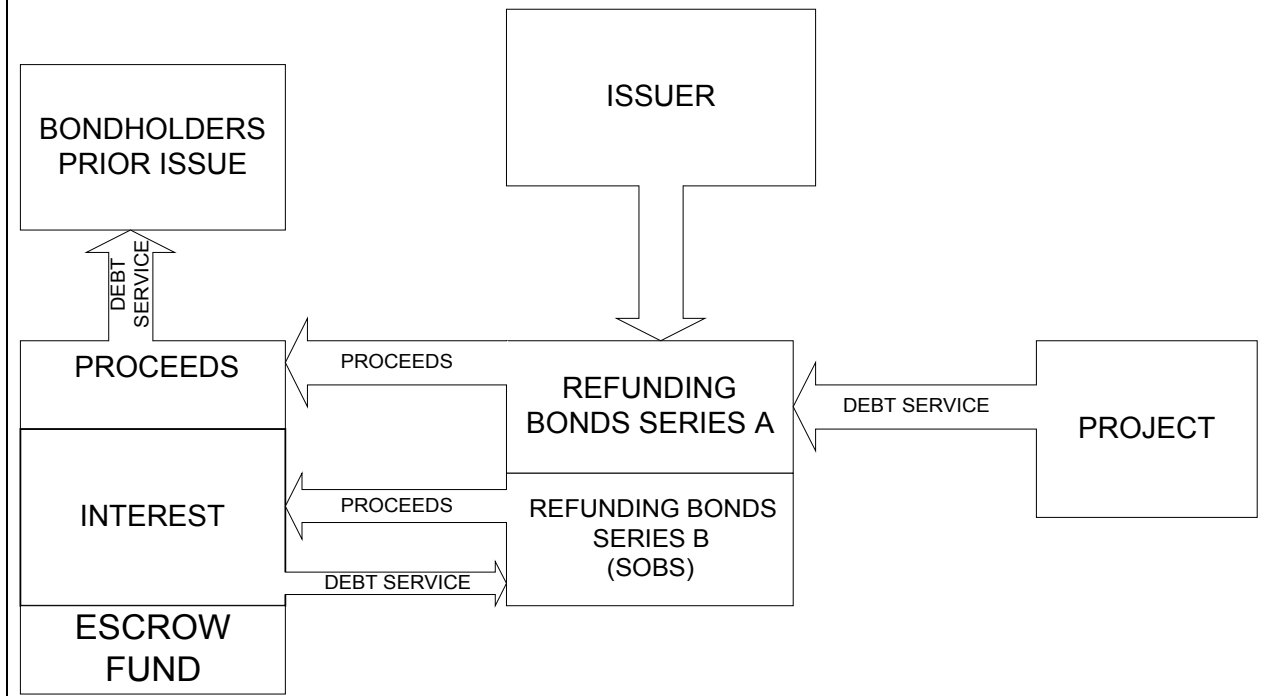 ISSUER
BONDHOLDERS
PRIOR ISSUE
DEBT
SERVICE
PROCEEDS
PROCEEDS
REFUNDING
BONDS SERIES A
DEBT SERVICE
PROJECT
INTEREST
PROCEEDS
REFUNDING BONDS
SERIES B
(SOBS)
DEBT SERVICE
ESCROW
FUND